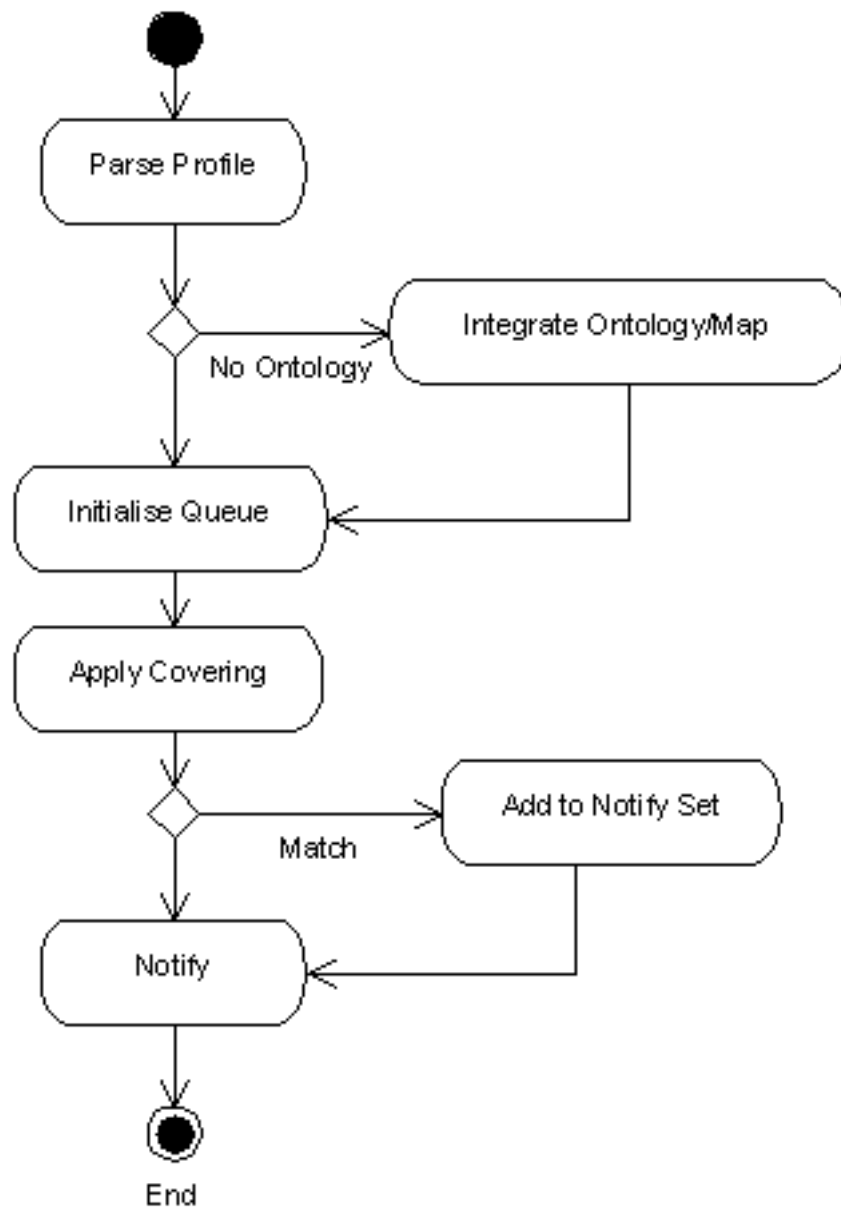 Parse Profile
Integrate Ontology/Map
No Ontology
Initialise Queue
Apply Covering
Add to Notify Set
Match
Notify
End